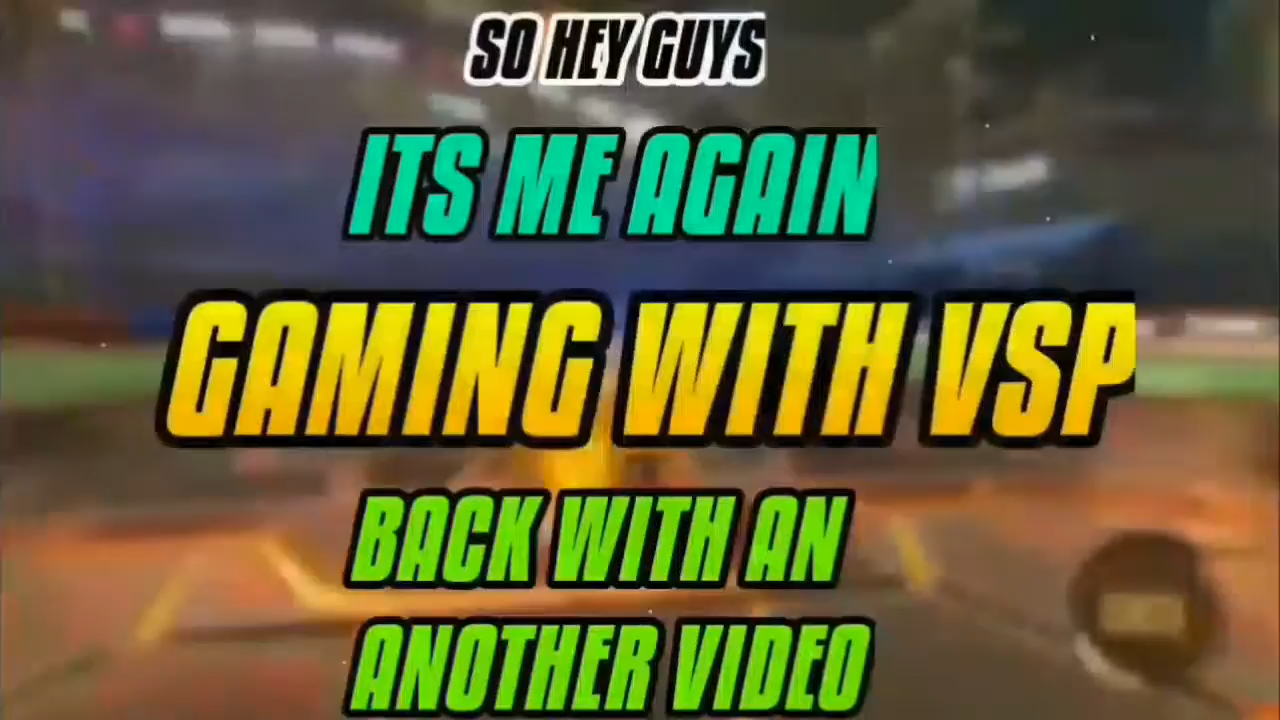 SO HEY GUYS
ITS ME AGAIN
GAMING WITH VSP
BACK WITH AN
ANOTHER VIDEO